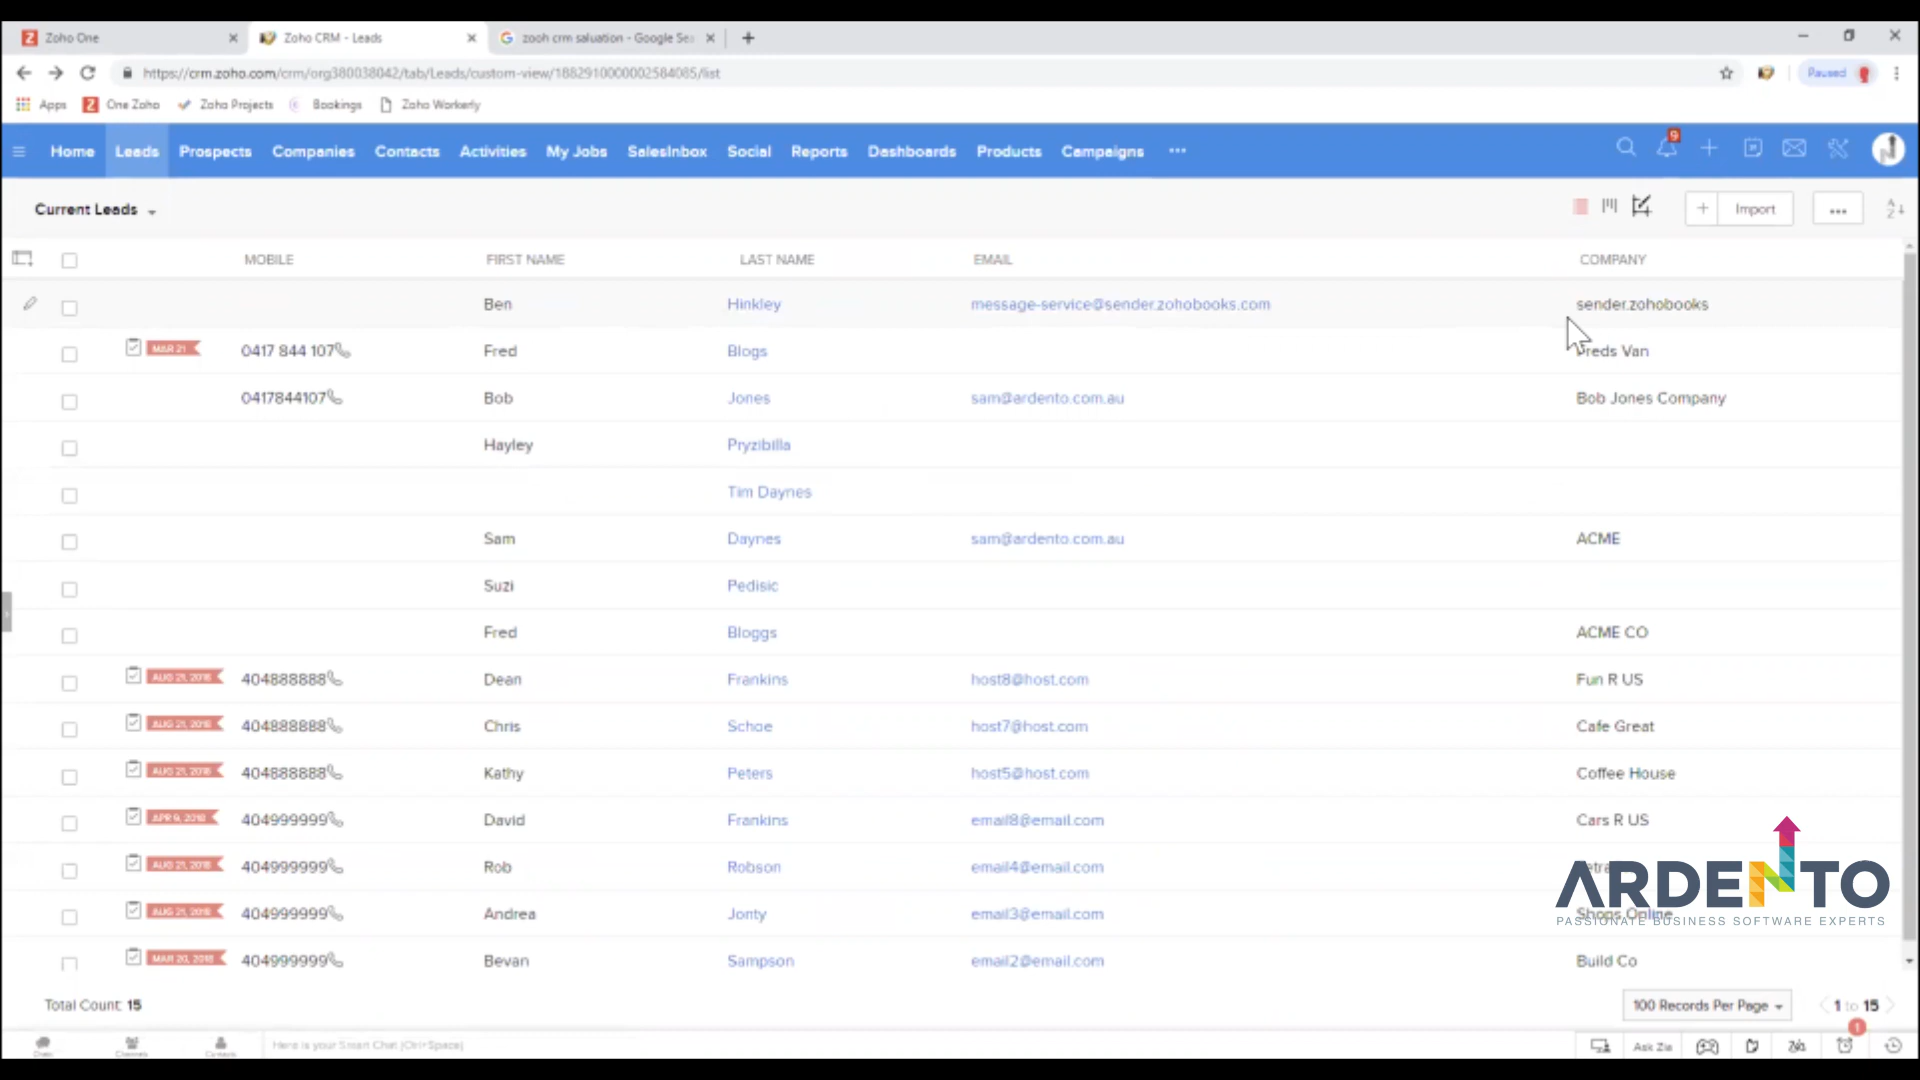 Zoho One
Zoho CRM - Leads
zooh crm saluation - Google Sea
https://crm.zoho.com/crm/org380038042/tab/Leads/custom-view/1882910000002584085/list
Paused
Apps One Zoho Zoho Projects Bookings Zoho Workerly
Home Leads Prospects Companies Contacts Activities My Jobs SalesInbox Social Reports Dashboards Products Campaigns ...
9
Current Leads
Import
MOBILE FIRST NAME LAST NAME EMAIL COMPANY
Ben Hinkley message-service@sender.zohobooks.com sender.zohobooks
MAR 21 0417 844 107 Fred Blogs Freds Van
0417844107 Bob Jones sam@ardento.com.au Bob Jones Company
Hayley Pryzibilla
Tim Daynes
Sam Daynes sam@ardento.com.au ACME
Suzi Pedisic
Fred Bloggs ACME CO
AUG 21, 2018 404888888 Dean Frankins host8@host.com Fun R US
AUG 21, 2018 404888888 Chris Schoe host7@host.com Cafe Great
AUG 21, 2018 404888888 Kathy Peters host5@host.com Coffee House
APR 9, 2018 404999999 David Frankins email8@email.com Cars R US
AUG 21, 2018 404999999 Rob Robson email4@email.com
AUG 21, 2018 404999999 Andrea Jonty email3@email.com Shops Online
MAR 20, 2018 404999999 Bevan Sampson email2@email.com Build Co
ARDENTO
PASSIONATE BUSINESS SOFTWARE EXPERTS
Total Count: 15
100 Records Per Page
1 to 15
1
Chats Channels Contacts
Here is your Smart Chat (Ctrl+Space)
Ask Zia